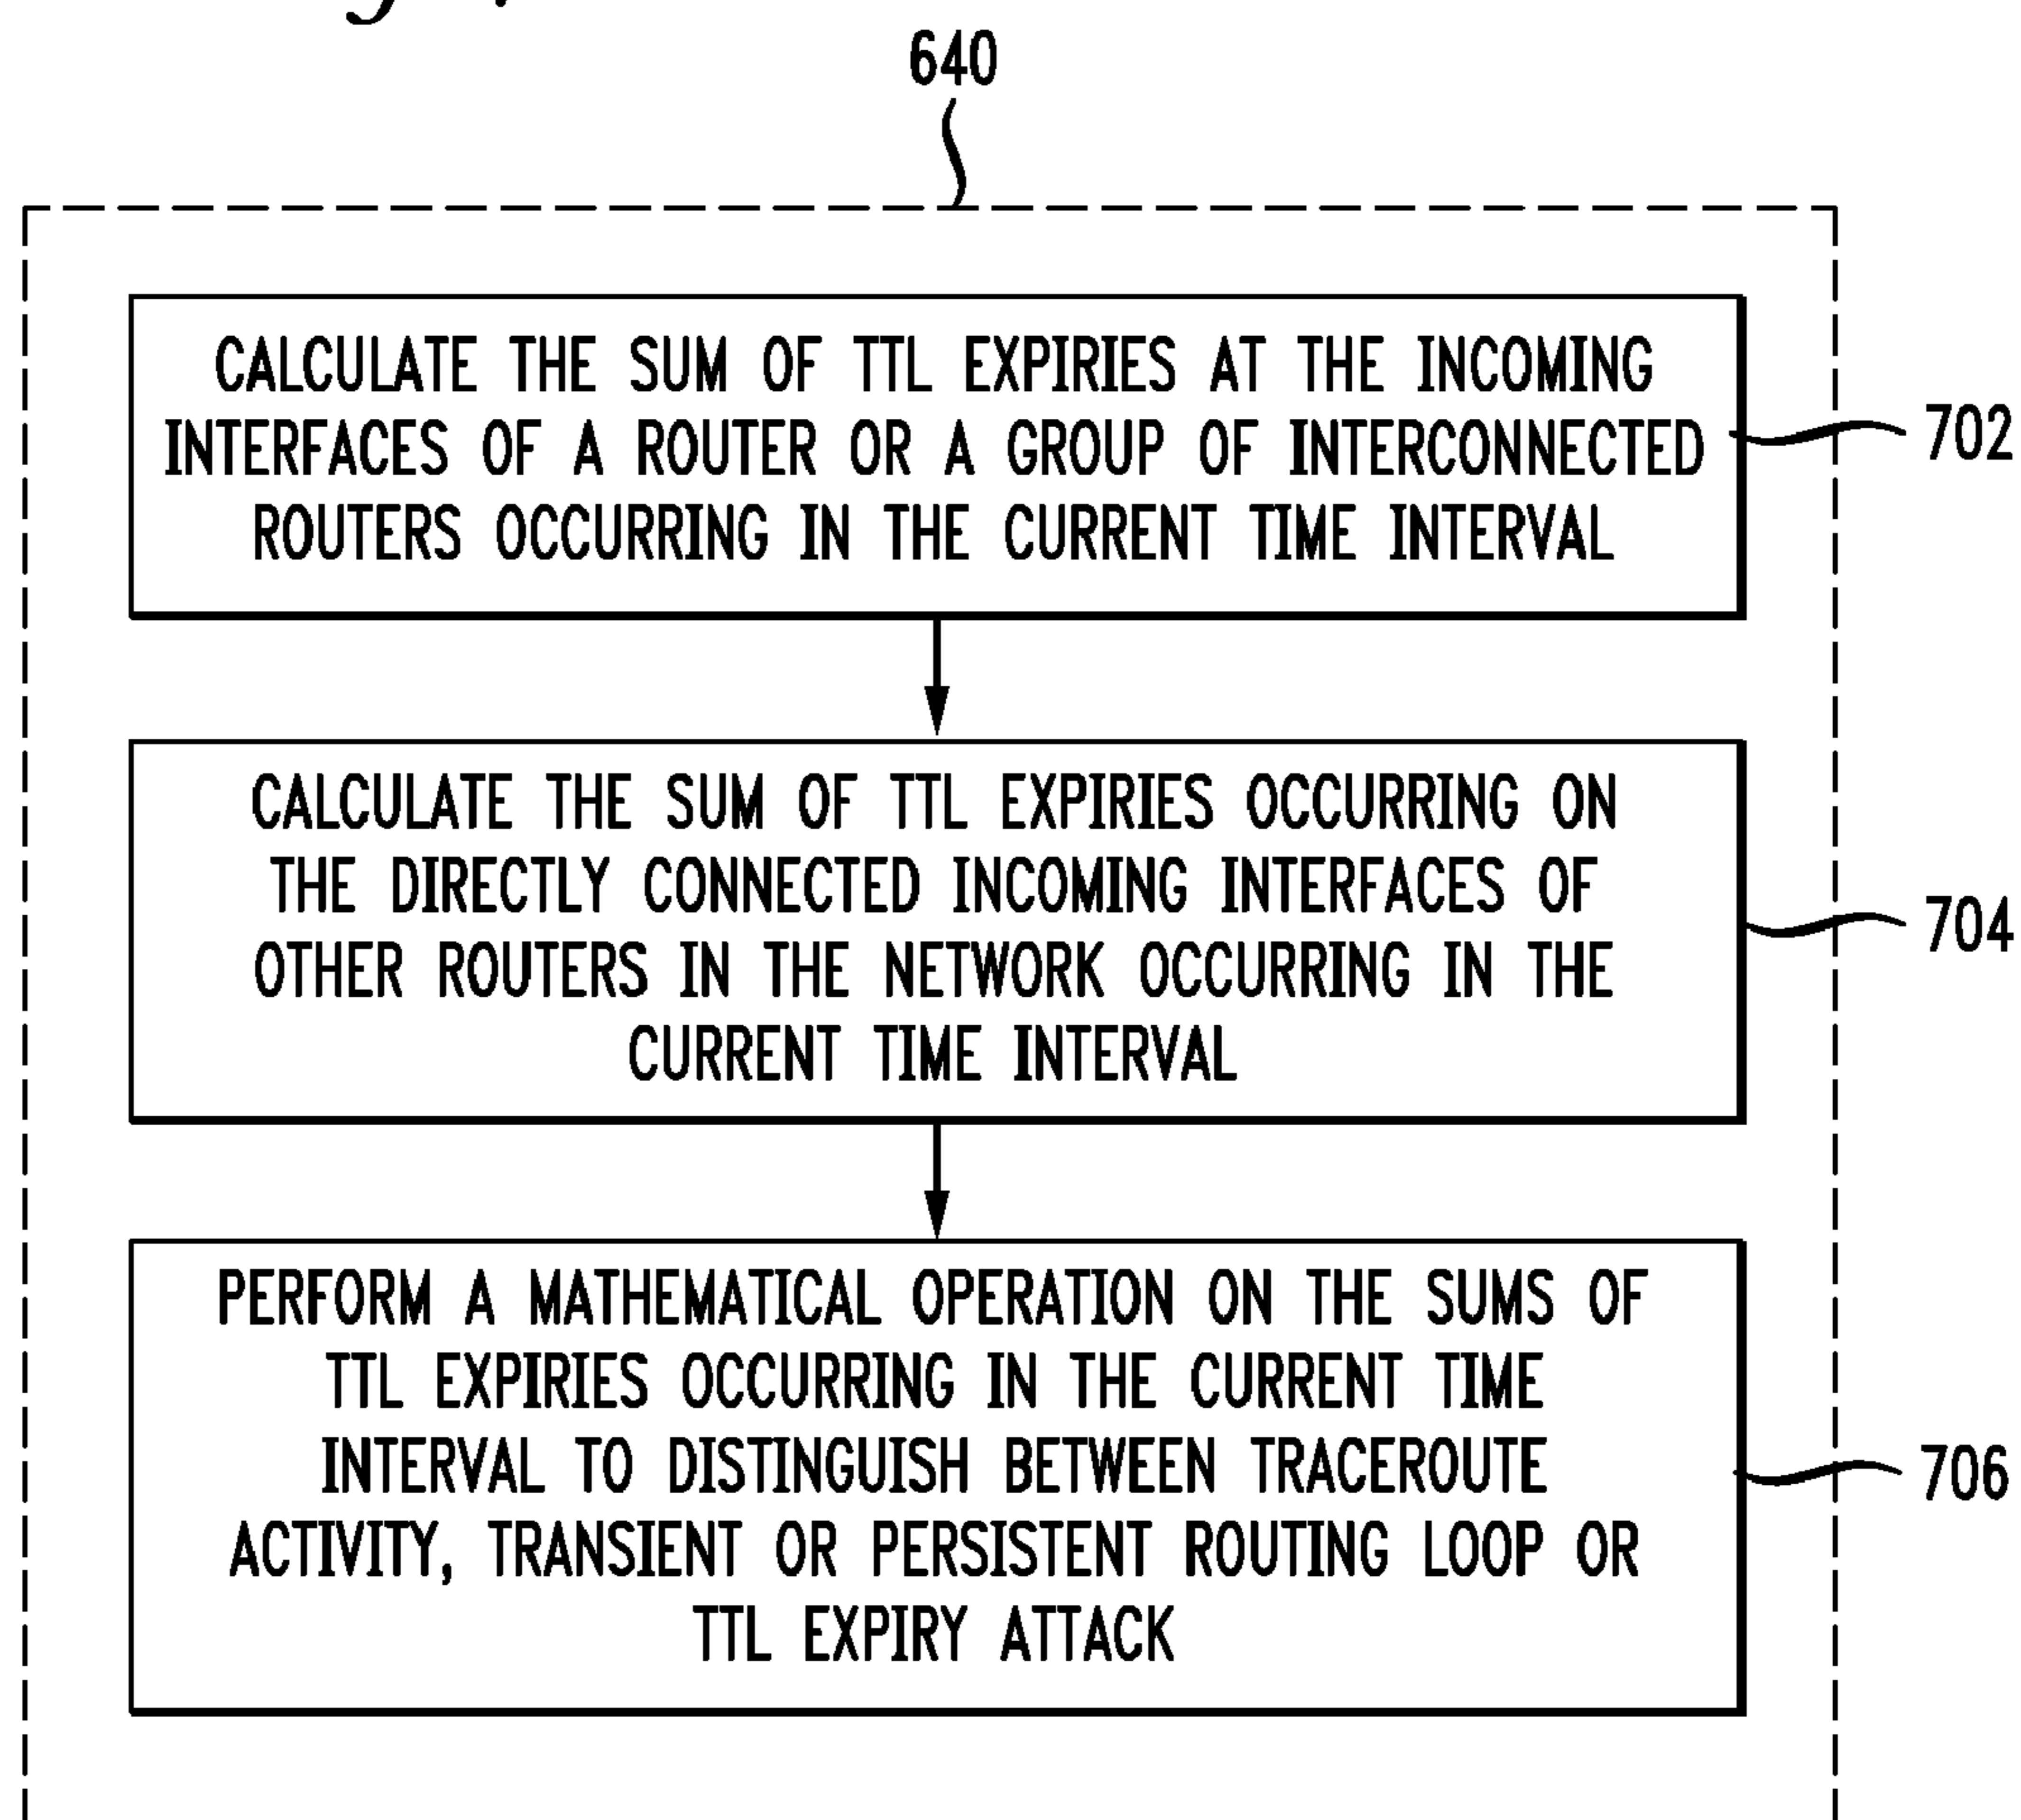 640
CALCULATE THE SUM OF TTL EXPIRIES AT THE INCOMING
INTERFACES OF A ROUTER OR A GROUP OF INTERCONNECTED
ROUTERS OCCURRING IN THE CURRENT TIME INTERVAL
702
CALCULATE THE SUM OF TTL EXPIRIES OCCURRING ON
THE DIRECTLY CONNECTED INCOMING INTERFACES OF
OTHER ROUTERS IN THE NETWORK OCCURRING IN THE
CURRENT TIME INTERVAL
704
PERFORM A MATHEMATICAL OPERATION ON THE SUMS OF
TTL EXPIRIES OCCURRING IN THE CURRENT TIME
INTERVAL TO DISTINGUISH BETWEEN TRACEROUTE
ACTIVITY, TRANSIENT OR PERSISTENT ROUTING LOOP OR
TTL EXPIRY ATTACK
706